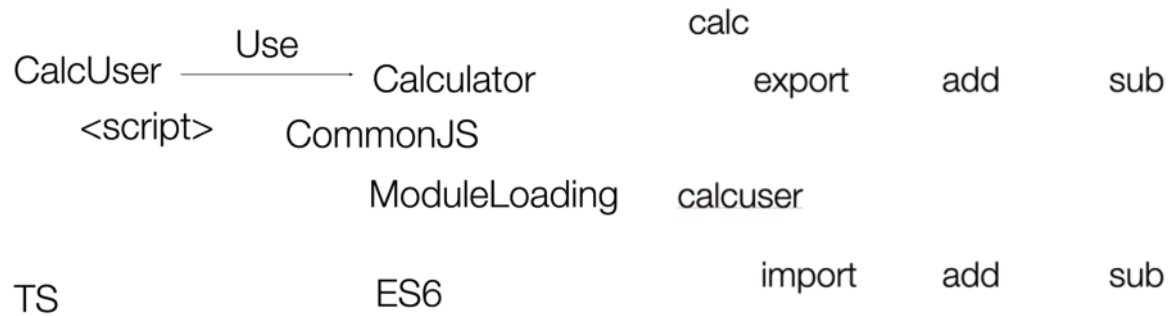 calc
Use
CalcUser Calculator export add sub
<script> CommonJS
ModuleLoading calcuser
TS ES6 import add sub